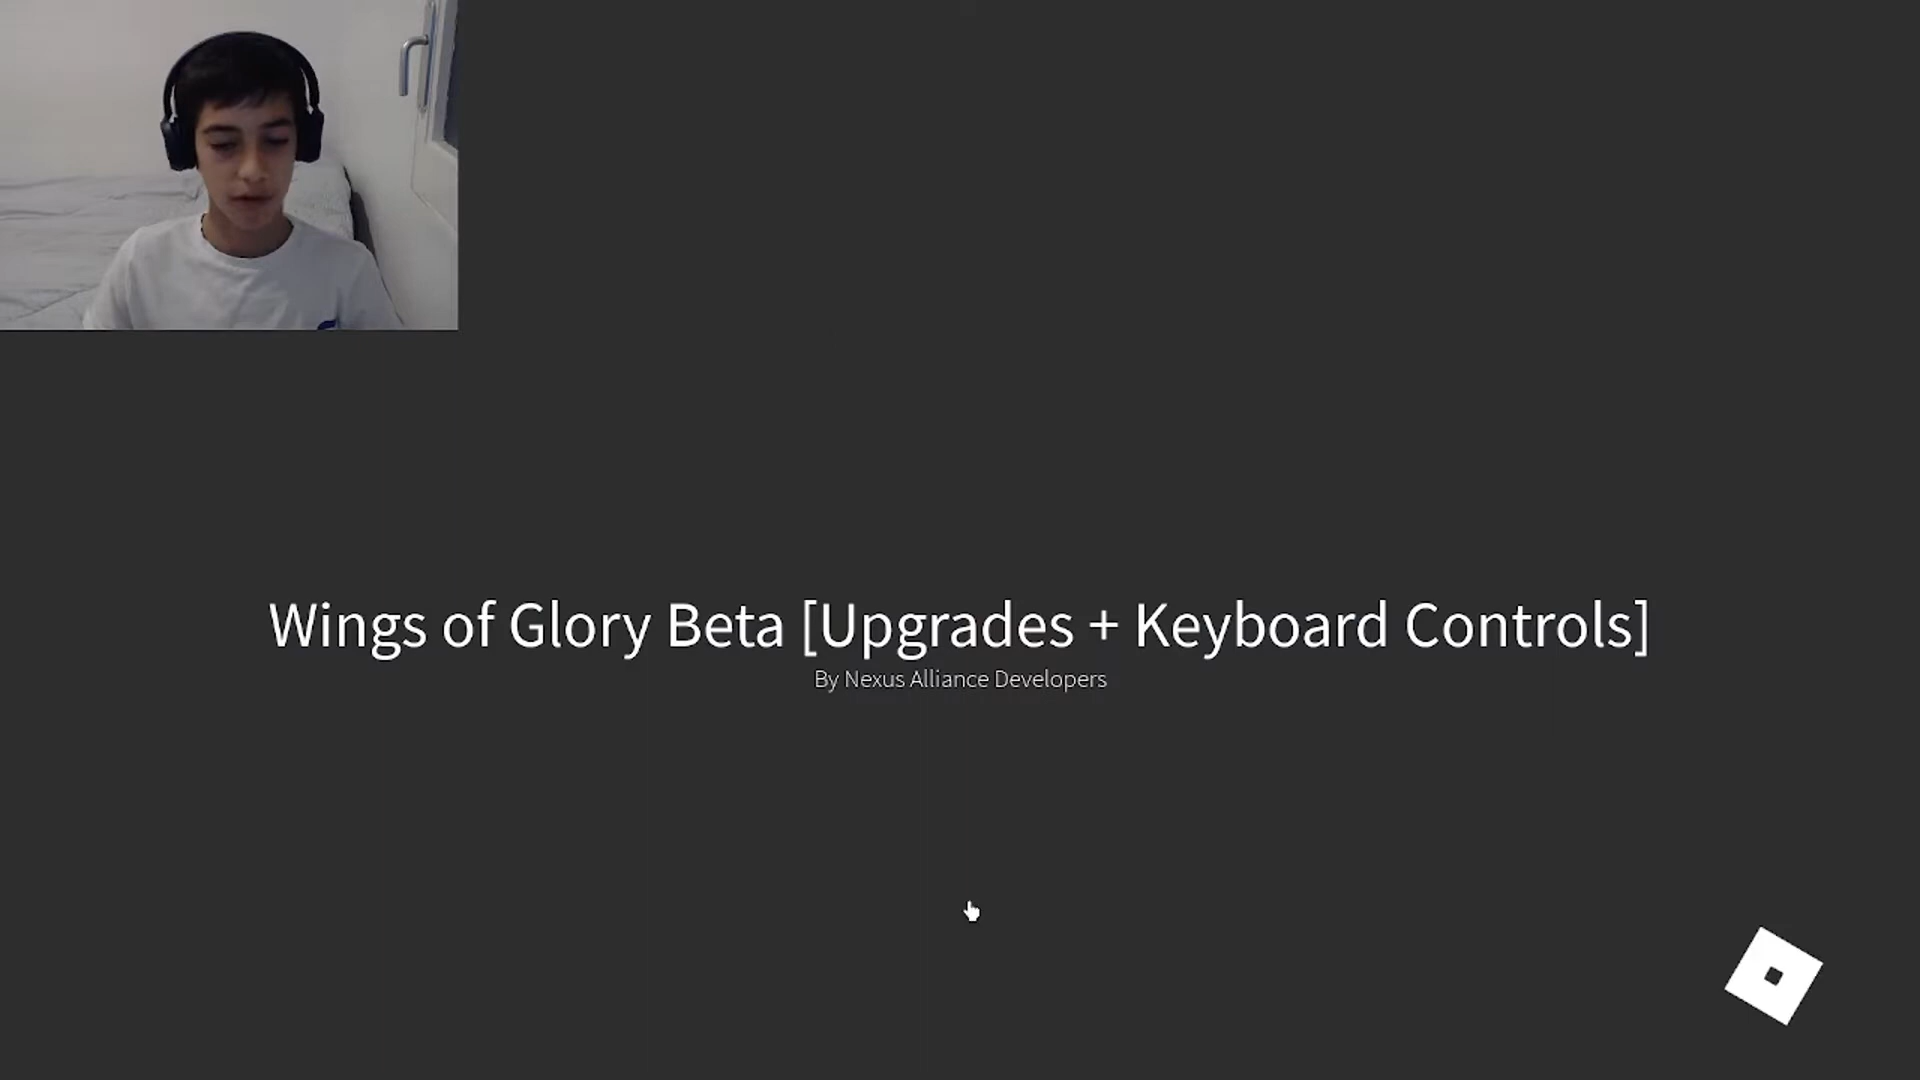 Wings of Glory Beta [Upgrades + Keyboard Controls]
By Nexus Alliance Developers